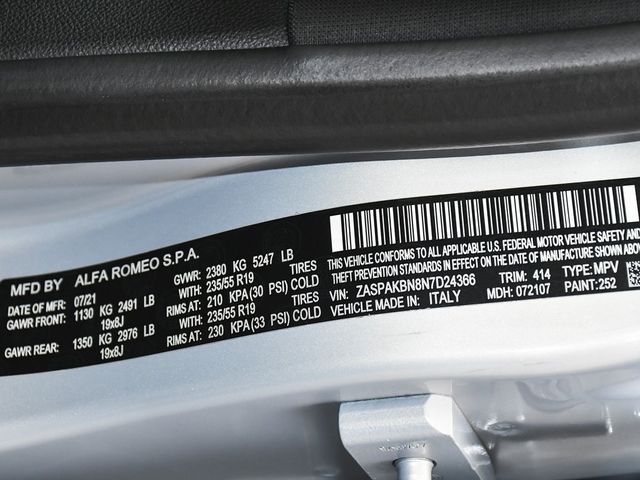 MFD BY ALFA ROMEO S.P.A.
DATE OF MFR: 07/21 GVWR: 2380 KG 5247 LB
GAWR FRONT: 1130 KG 2491 LB 235/55 R19 TIRES
19x8J RIMS AT: 210 KPA (30 PSI) COLD
GAWR REAR: 1350 KG 2976 LB 235/55 R19 TIRES
19x8J RIMS AT: 230 KPA (33 PSI) COLD
THIS VEHICLE CONFORMS TO ALL APPLICABLE U.S.
FEDERAL MOTOR VEHICLE SAFETY AND
THEFT PREVENTION STANDARDS IN EFFECT ON THE DATE OF MANUFACTURE SHOWN ABOVE.
VIN: ZASPAKBN8N7D24366 TRIM: 414 TYPE: MPV
VEHICLE MADE IN: ITALY MDH: 072107 PAINT: 252